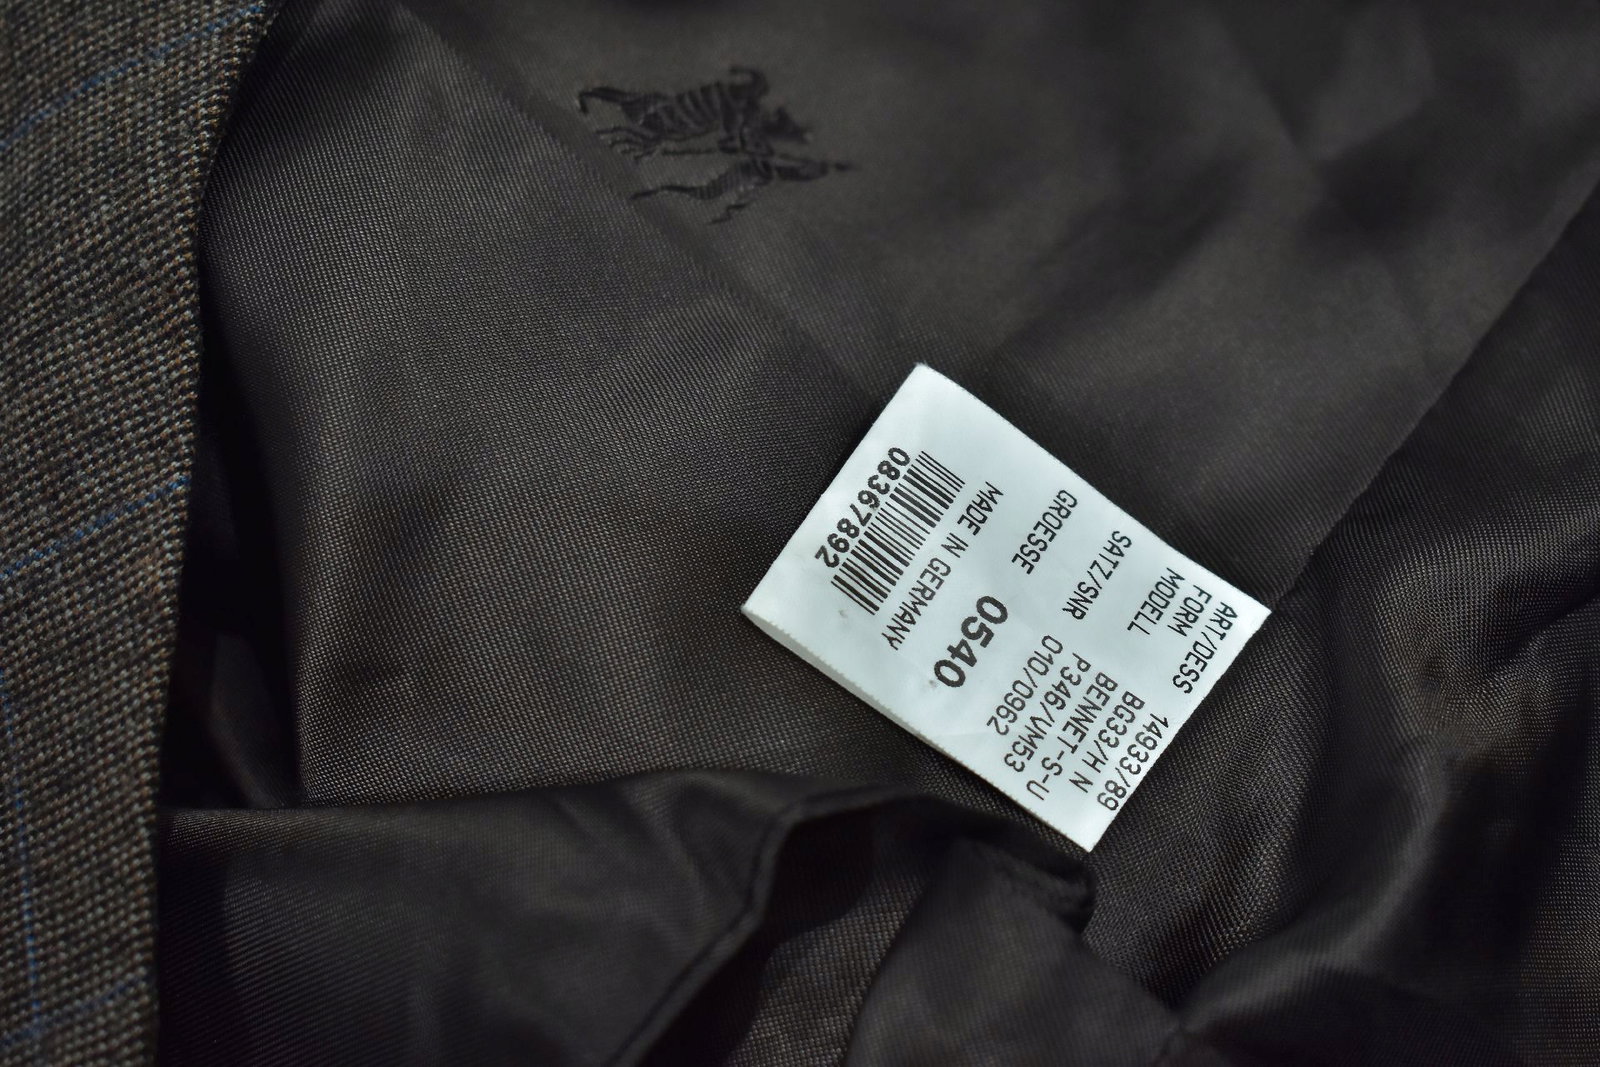 ART/DESS 14933/89
FORM BG33/H N
MODELL BENNET-S-U
P346/VM53
SATZ/SNR 010/0962
GROESSE 0540
MADE IN GERMANY
08367892